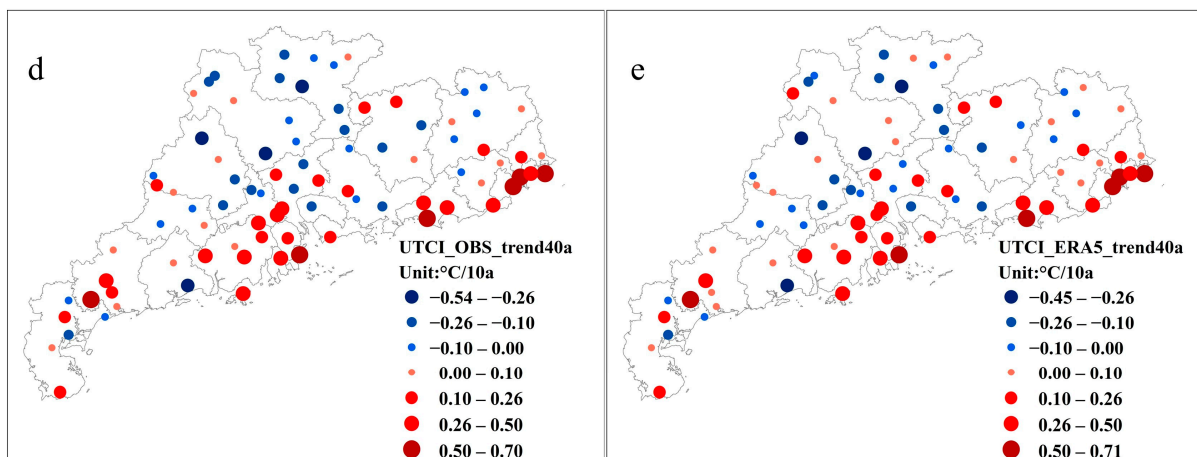 d
UTCI_OBS_trend40a
Unit:°C/10a
−0.54 – −0.26
−0.26 – −0.10
−0.10 – 0.00
0.00 – 0.10
0.10 – 0.26
0.26 – 0.50
0.50 – 0.70
e
UTCI_ERA5_trend40a
Unit:°C/10a
−0.45 – −0.26
−0.26 – −0.10
−0.10 – 0.00
0.00 – 0.10
0.10 – 0.26
0.26 – 0.50
0.50 – 0.71